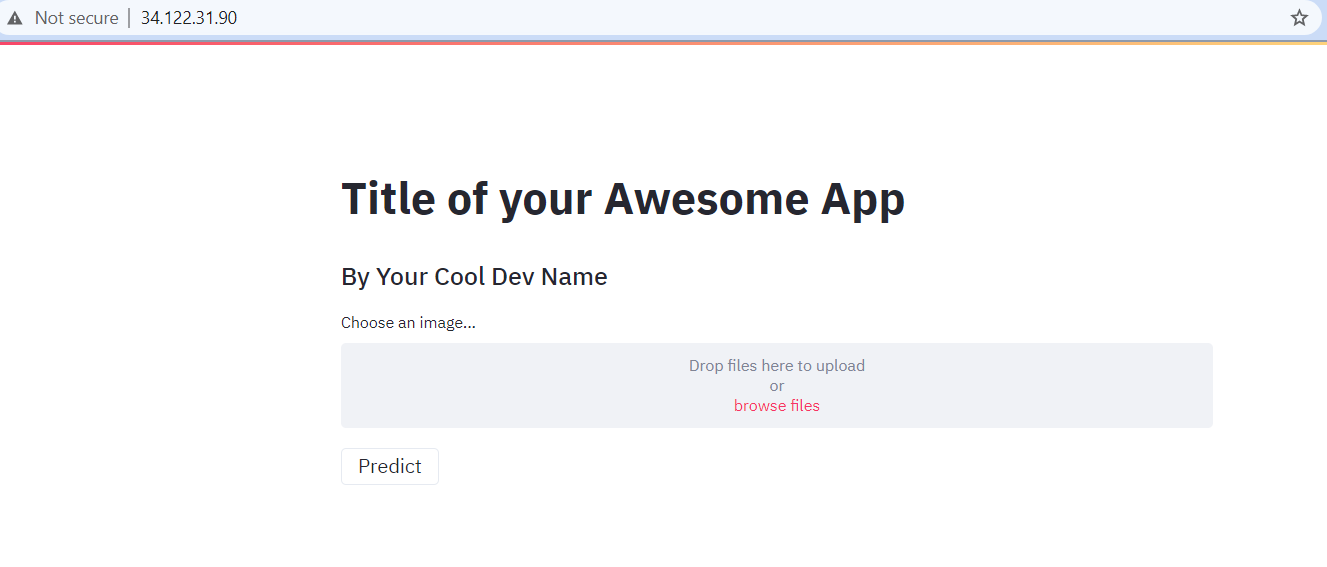 Not secure | 34.122.31.90
Title of your Awesome App
By Your Cool Dev Name
Choose an image...
Drop files here to upload
or
browse files
Predict